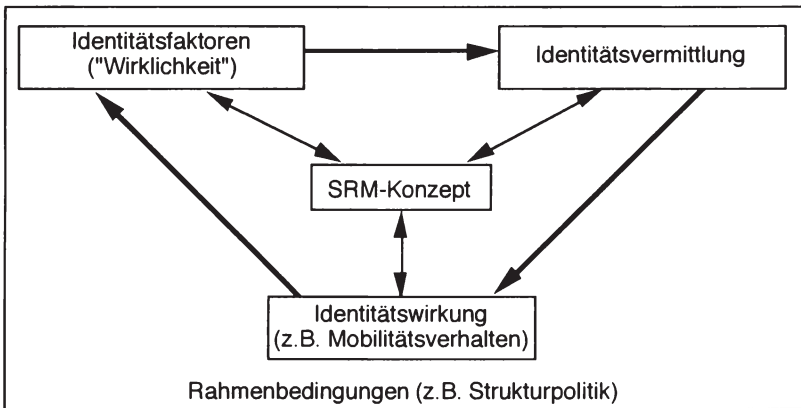 Identitätsfaktoren
("Wirklichkeit")
Identitätsvermittlung
SRM-Konzept
Identitätswirkung
(z.B. Mobilitätsverhalten)
Rahmenbedingungen (z.B. Strukturpolitik)